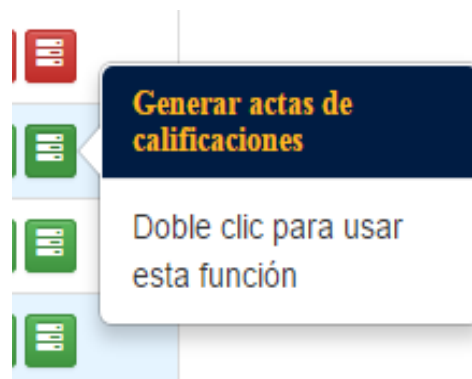 Generar actas de
calificaciones
Doble clic para usar
esta función